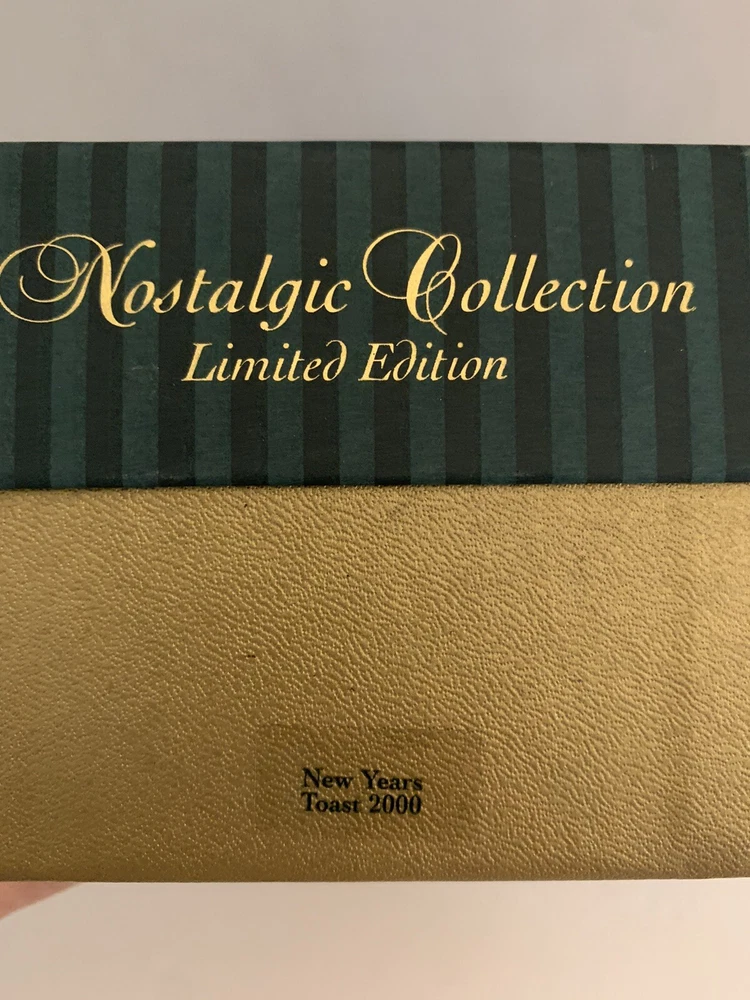 Nostalgic Collection
Limited Edition
New Years
Toast 2000